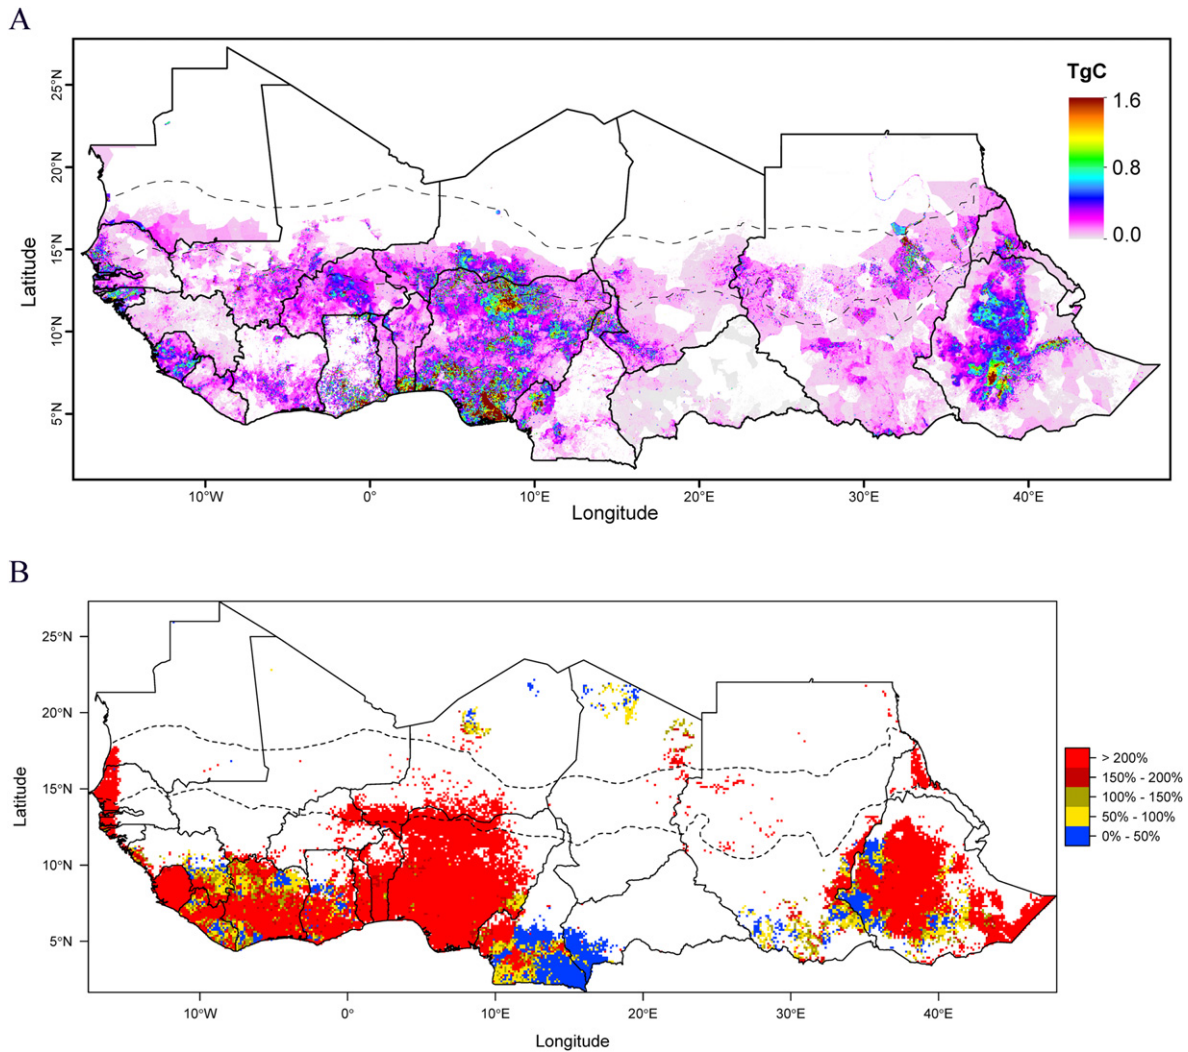 A
TgC
1.6
0.8
0.0
25°N
20°N
15°N
10°N
5°N
Latitude
10°W
0°
10°E
20°E
30°E
40°E
Longitude
B
25°N
20°N
15°N
10°N
5°N
Latitude
> 200%
150% - 200%
100% - 150%
50% - 100%
0% - 50%
10°W
0°
10°E
20°E
30°E
40°E
Longitude